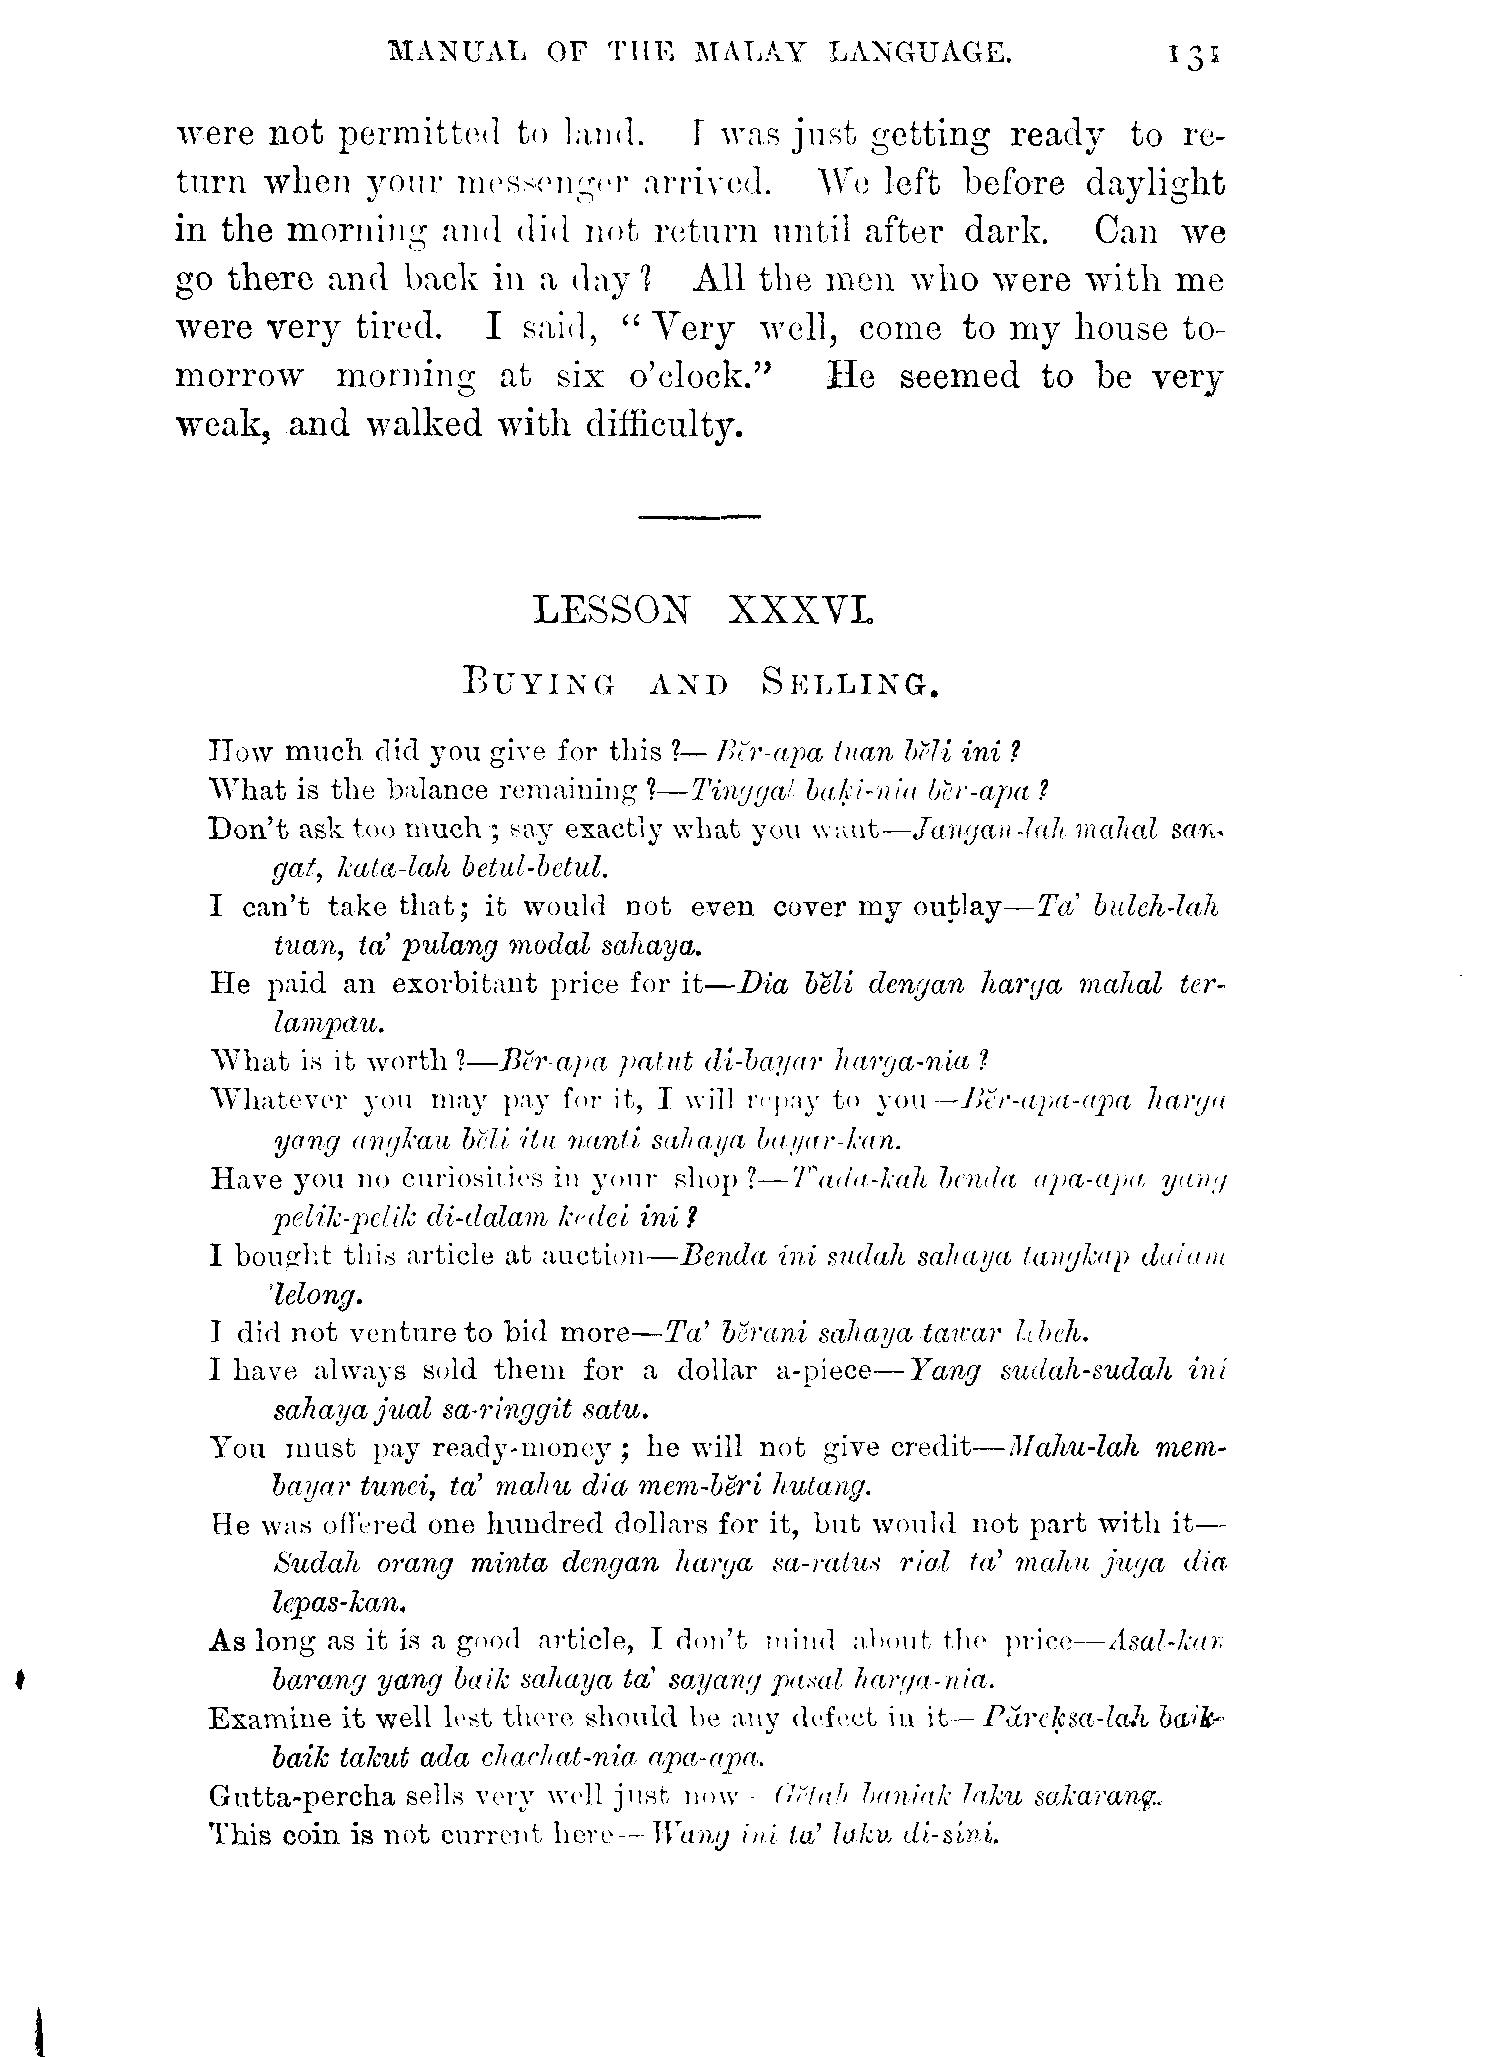 MANUAL OF THE MALAY LANGUAGE. 131
were not permitted to land. I was just getting ready to re-
turn when your messenger arrived. We left before daylight
in the morning and did not return until after dark. Can we
go there and back in a day? All the men who were with me
were very tired. I said, “Very well, come to my house to-
morrow morning at six o’clock.” He seemed to be very
weak, and walked with difficulty.
LESSON XXXVI.
BUYING AND SELLING.
How much did you give for this?—Bĕr-apa tuan bĕli ini?
What is the balance remaining?—Tinggal baḳi-nia bĕr-apa?
Don’t ask too much; say exactly what you want—Jangan-lah mahal san-
gat, kata-lah betul-betul.
I can’t take that; it would not even cover my outlay—Ta’ buleh-lah
tuan, ta’ pulang modal sahaya.
He paid an exorbitant price for it—Dia bĕli dengan harga mahal ter-
lampau.
What is it worth?—Bĕr-apa patut di-bayar harga-nia?
Whatever you may pay for it, I will repay to you—Bĕr-apa-apa harga
yang angkau bĕli itu nanti sahaya bayar-kan.
Have you no curiosities in your shop?—Tada-kah benda apa-apa yang
pelik-pelik di-dalam kedei ini?
I bought this article at auction—Benda ini sudah sahaya tangkap dalam
’lelong.
I did not venture to bid more—Ta’ bĕrani sahaya tawar lebeh.
I have always sold them for a dollar a-piece—Yang sudah-sudah ini
sahaya jual sa-ringgit satu.
You must pay ready-money; he will not give credit—Mahu-lah mem-
bayar tunei, ta’ mahu dia mem-bĕri hutang.
He was offered one hundred dollars for it, but would not part with it—
Sudah orang minta dengan harga sa-ratus rial ta’ mahu juga dia
lepas-kan.
As long as it is a good article, I don’t mind about the price—Asal-kan
barang yang baik sahaya ta’ sayang pasal harga-nia.
Examine it well lest there should be any defect in it—Păreḳsa-lah baik-
baik takut ada chachat-nia apa-apa.
Gutta-percha sells very well just now—Gĕtah baniak laku sakarang.
This coin is not current here—Wang ini ta’ laku di-sini.